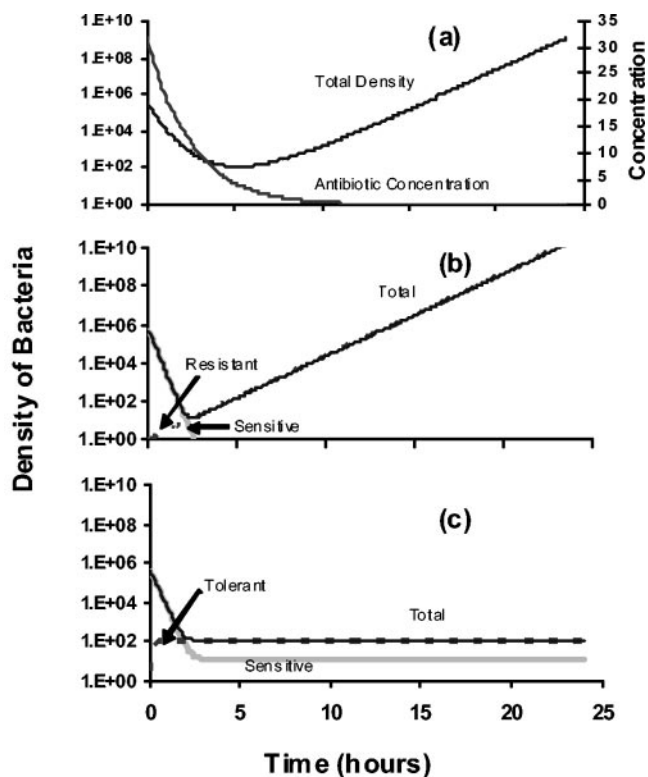 1.E+10
1.E+08
1.E+06
1.E+04
1.E+02
1.E+00
(a)
Total Density
Antibiotic Concentration
35
30
25
20
15
10
5
0
Concentration
1.E+10
1.E+08
1.E+06
1.E+04
1.E+02
1.E+00
(b)
Total
Resistant
Sensitive
Density of Bacteria
1.E+10
1.E+08
1.E+06
1.E+04
1.E+02
1.E+00
(c)
Tolerant
Total
Sensitive
0 5 10 15 20 25
Time (hours)